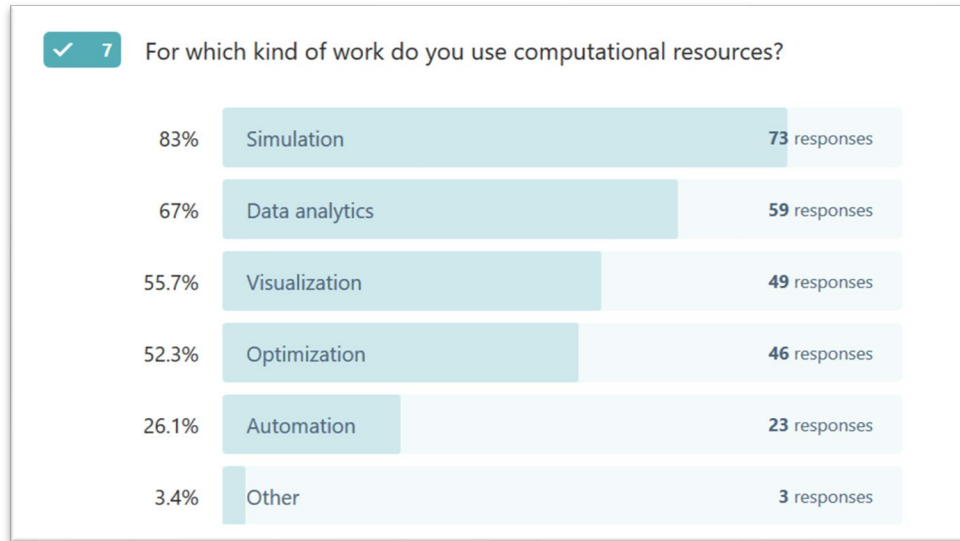 7 For which kind of work do you use computational resources?
83% Simulation 73 responses
67% Data analytics 59 responses
55.7% Visualization 49 responses
52.3% Optimization 46 responses
26.1% Automation 23 responses
3.4% Other 3 responses